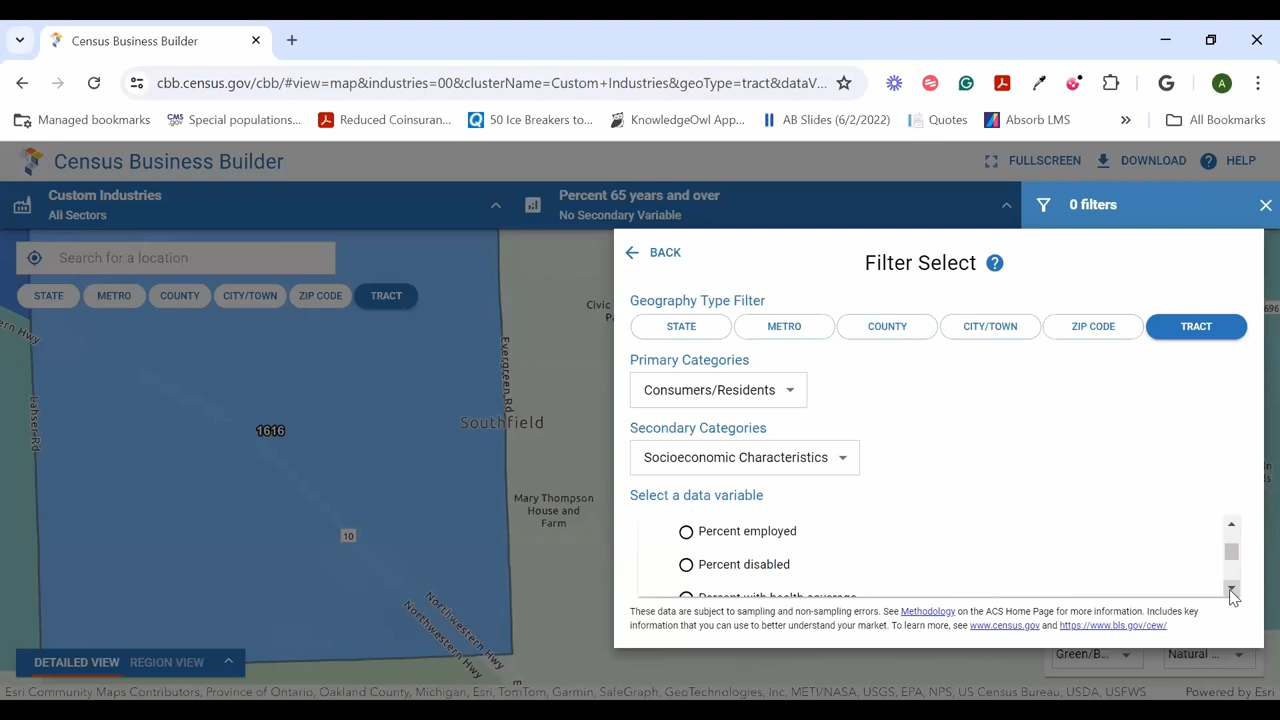 Census Business Builder
cbb.census.gov/cbb/#view=map&industries=00&clusterName=Custom+Industries&geoType=tract&dataV...
G
A
Managed bookmarks
CMS Special populations...
Reduced Coinsuran...
50 Ice Breakers to...
KnowledgeOwl App...
AB Slides (6/2/2022)
Quotes
Absorb LMS
All Bookmarks
Census Business Builder
FULLSCREEN
DOWNLOAD
HELP
Custom Industries
All Sectors
Percent 65 years and over
No Secondary Variable
0 filters
Search for a location
STATE
METRO
COUNTY
CITY/TOWN
ZIP CODE
TRACT
BACK
Filter Select
Geography Type Filter
STATE
METRO
COUNTY
CITY/TOWN
ZIP CODE
TRACT
Primary Categories
Consumers/Residents
Secondary Categories
Socioeconomic Characteristics
Select a data variable
Percent employed
Percent disabled
Percent with health coverage
These data are subject to sampling and non-sampling errors. See Methodology on the ACS Home Page for more information. Includes key
information that you can use to better understand your market. To learn more, see www.census.gov and https://www.bls.gov/cew/
Civic
Lahser Rd
Evergreen Rd
Southfield
1616
Mary Thompson
House and
Farm
10
Northwestern Hwy
Northwestern Hwy
696
DETAILED VIEW
REGION VIEW
Green/B...
Natural ...
Esri Community Maps Contributors, Province of Ontario, Oakland County, Michigan, Esri, TomTom, Garmin, SafeGraph, GeoTechnologies, Inc, METI/NASA, USGS, EPA, NPS, US Census Bureau, USDA, USFWS
Powered by Esri